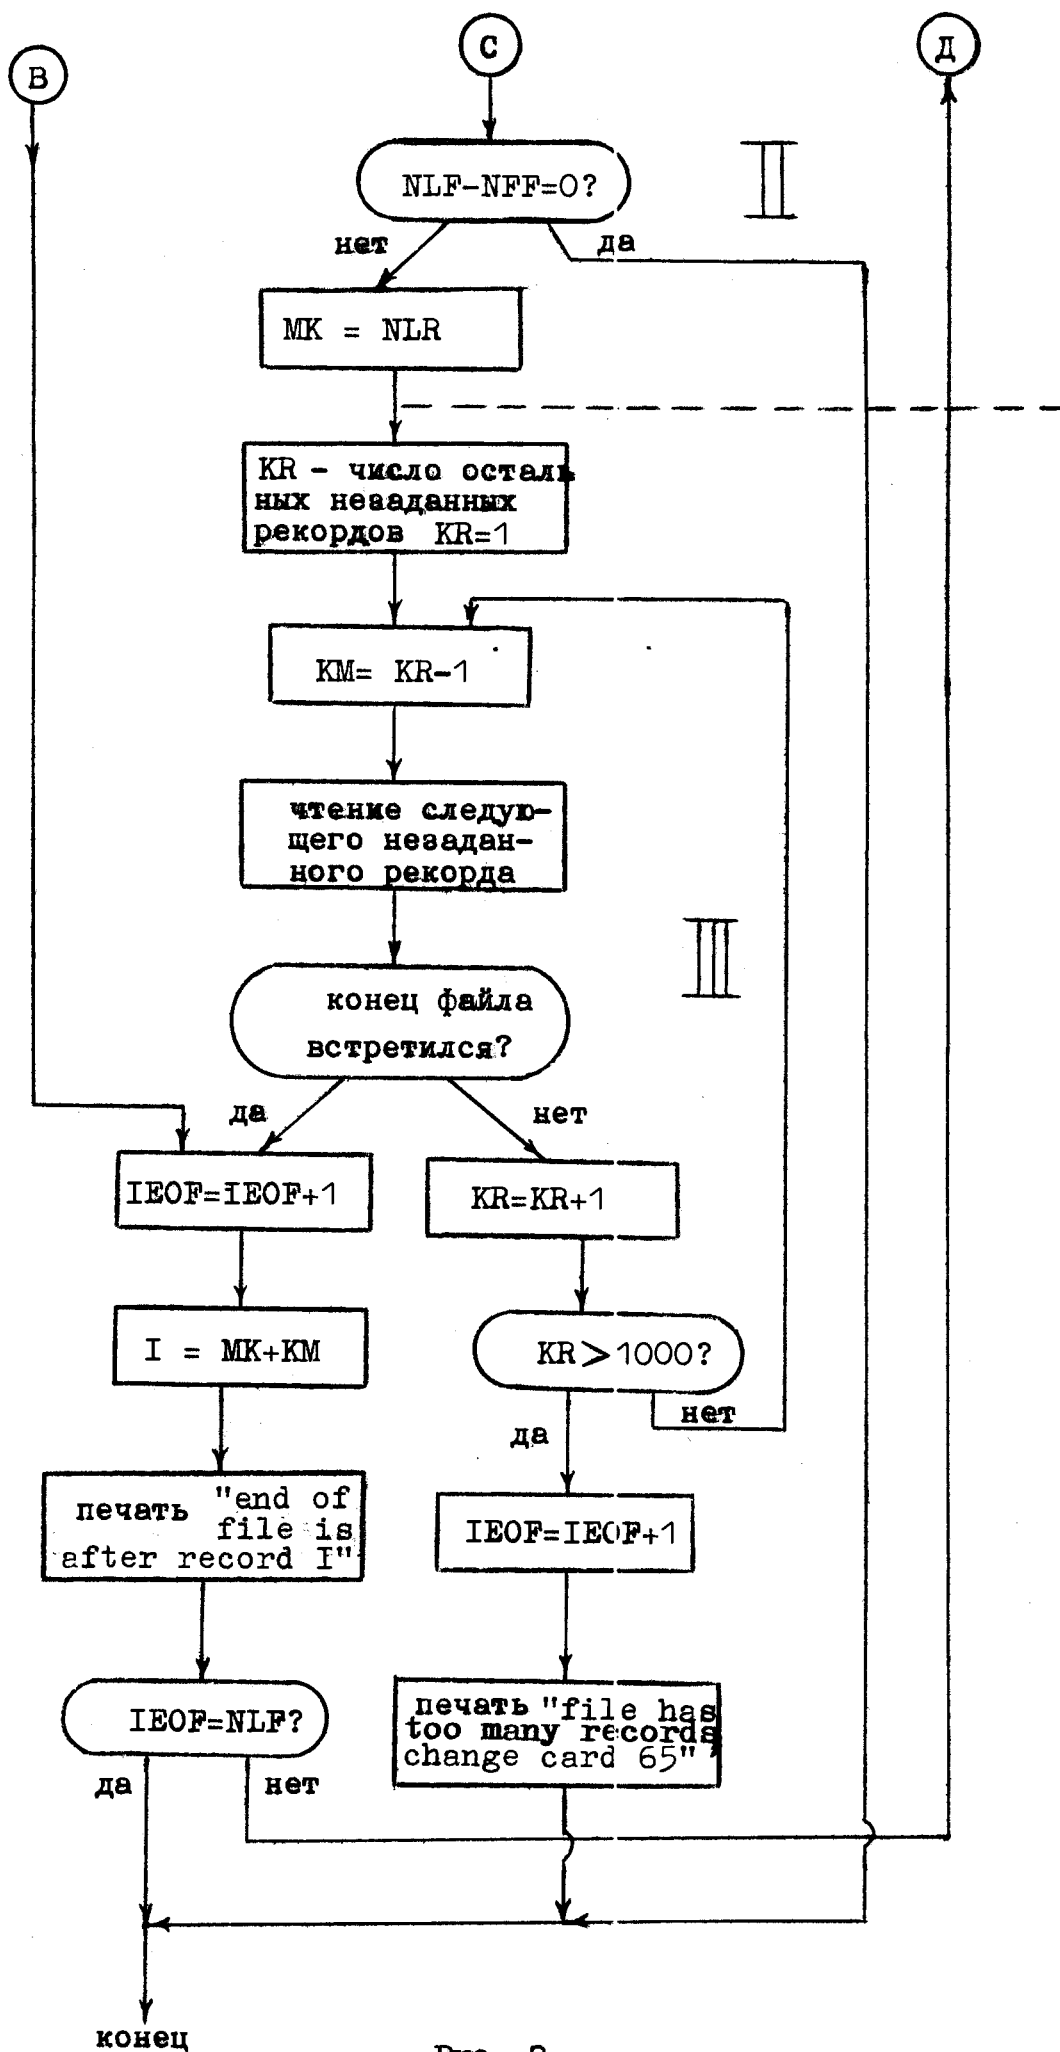 В
С
Д
NLF-NFF=0?
II
нет
да
MK = NLR
KR - число осталь
ных незаданных
рекордов KR=1
KM= KR-1
чтение следую-
щего незадан-
ного рекорда
III
конец файла
встретился?
да
нет
IEOF=IEOF+1
KR=KR+1
I = MK+KM
KR>1000?
нет
да
печать "end of
file is
after record I"
IEOF=IEOF+1
IEOF=NLF?
печать "file has
too many records,
change card 65"
да
нет
конец